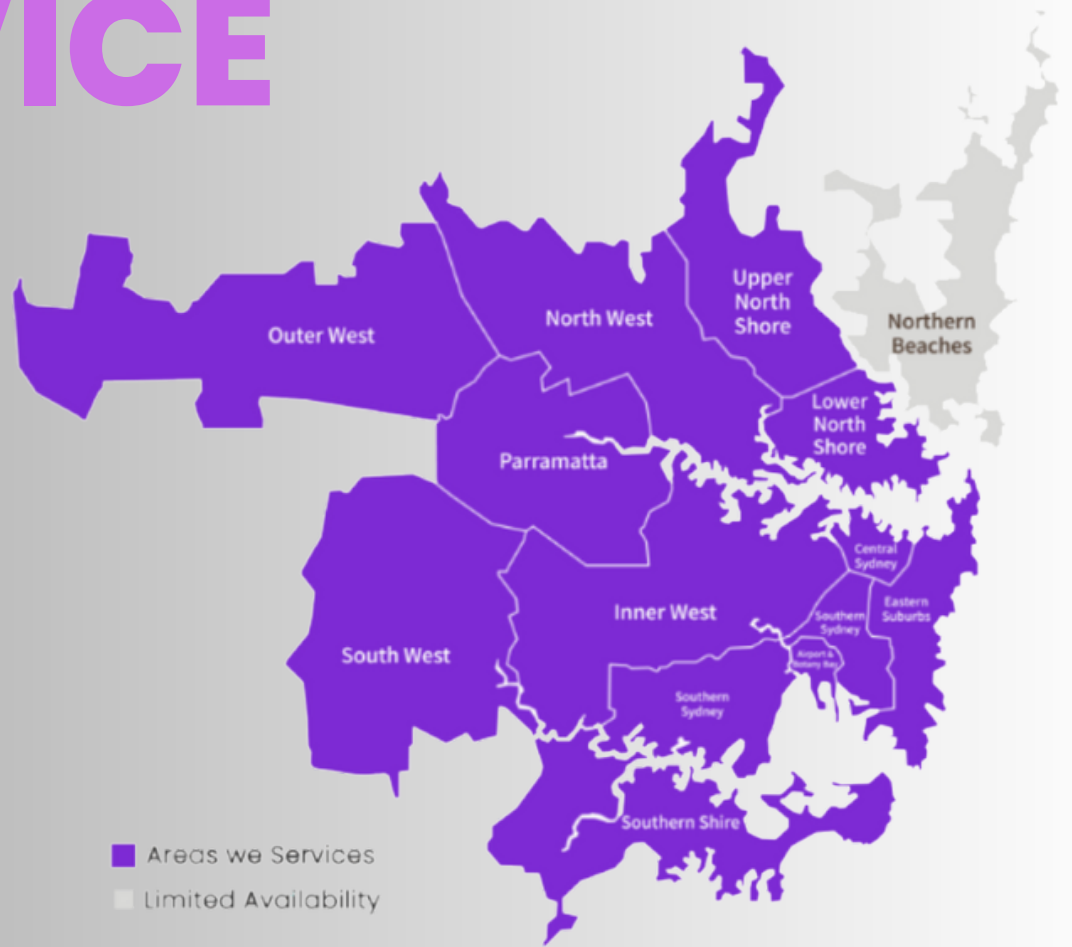 VICE
Upper
North
Shore
North West
Northern
Beaches
Outer West
Lower
North
Shore
Parramatta
Central
Sydney
Eastern
Suburbs
Inner West
Southern
Sydney
South West
Airport &
Botany Bay
Southern
Sydney
Southern Shire
Areas we Services
Limited Availability